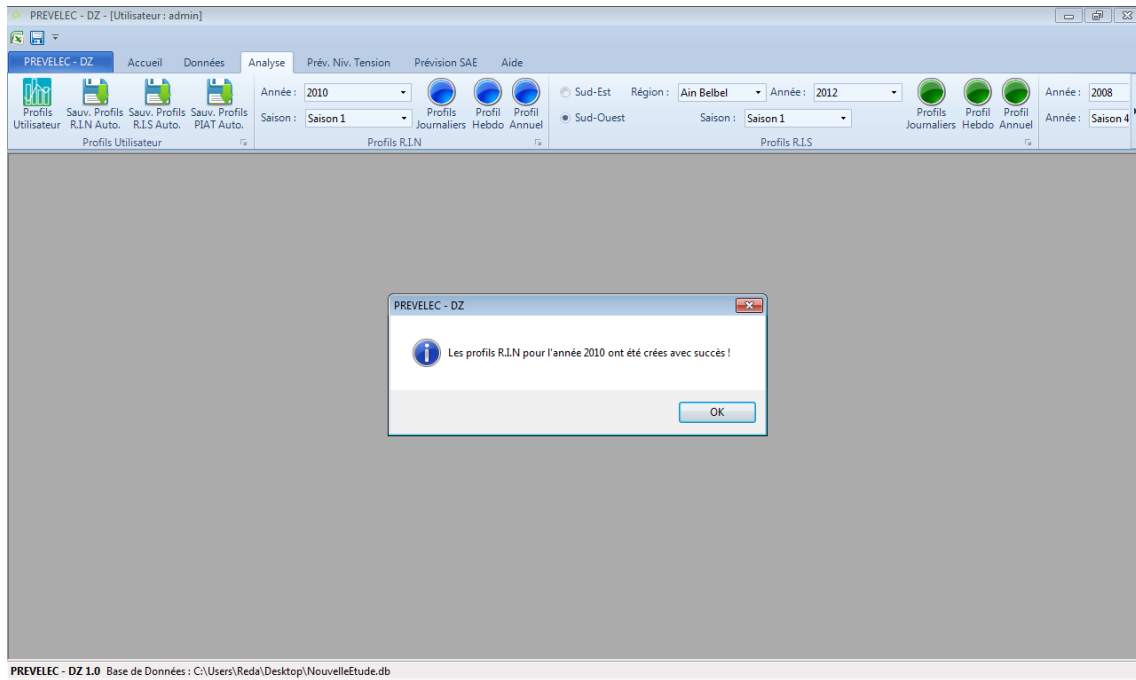 PREVELEC - DZ - [Utilisateur : admin]
PREVELEC - DZ Accueil Données Analyse Prév. Niv. Tension Prévision SAE Aide
Profils Utilisateur
Sauv. Profils R.I.N Auto.
Sauv. Profils R.I.S Auto.
Sauv. Profils PIAT Auto.
Profils Utilisateur
Année : 2010
Saison : Saison 1
Profils Journaliers
Profil Hebdo
Profil Annuel
Profils R.I.N
Sud-Est
Sud-Ouest
Région : Ain Belbel
Année : 2012
Saison : Saison 1
Profils Journaliers
Profil Hebdo
Profil Annuel
Profils R.I.S
Année : 2008
Année : Saison 4
PREVELEC - DZ
Les profils R.I.N pour l'année 2010 ont été crées avec succès !
OK
PREVELEC - DZ 1.0 Base de Données : C:\Users\Reda\Desktop\NouvelleEtude.db